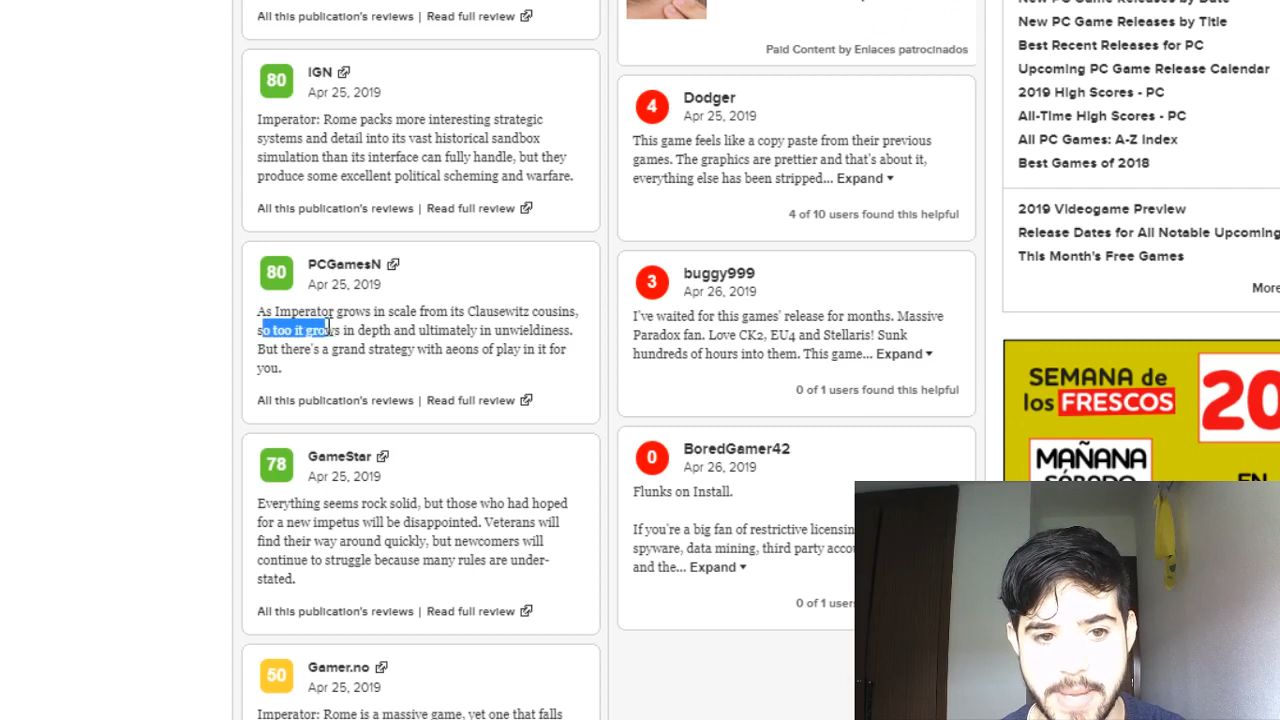 All this publication's reviews | Read full review
80
IGN
Apr 25, 2019
Imperator: Rome packs more interesting strategic
systems and detail into its vast historical sandbox
simulation than its interface can fully handle, but they
produce some excellent political scheming and warfare.
All this publication's reviews | Read full review
80
PCGamesN
Apr 25, 2019
As Imperator grows in scale from its Clausewitz cousins,
so too it grows in depth and ultimately in unwieldiness.
But there's a grand strategy with aeons of play in it for
you.
All this publication's reviews | Read full review
78
GameStar
Apr 25, 2019
Everything seems rock solid, but those who had hoped
for a new impetus will be disappointed. Veterans will
find their way around quickly, but newcomers will
continue to struggle because many rules are under-
stated.
All this publication's reviews | Read full review
50
Gamer.no
Apr 25, 2019
Imperator: Rome is a massive game, yet one that falls
Paid Content by Enlaces patrocinados
4
Dodger
Apr 25, 2019
This game feels like a copy paste from their previous
games. The graphics are prettier and that's about it,
everything else has been stripped... Expand
4 of 10 users found this helpful
3
buggy999
Apr 26, 2019
I've waited for this games' release for months. Massive
Paradox fan. Love CK2, EU4 and Stellaris! Sunk
hundreds of hours into them. This game... Expand
0 of 1 users found this helpful
0
BoredGamer42
Apr 26, 2019
Flunks on Install.
If you're a big fan of restrictive licensin
spyware, data mining, third party accou
and the... Expand
0 of 1 users
New PC Game Releases by Date
New PC Game Releases by Title
Best Recent Releases for PC
Upcoming PC Game Release Calendar
2019 High Scores - PC
All-Time High Scores - PC
All PC Games: A-Z Index
Best Games of 2018
2019 Videogame Preview
Release Dates for All Notable Upcoming
This Month's Free Games
More
SEMANA de
los FRESCOS
20
MAÑANA
SÁBADO
EN